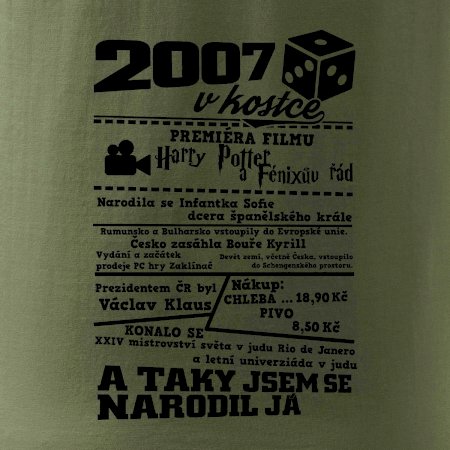 2007
v kostce
PREMIÉRA FILMU
Harry Potter
a Fénixův řád
Narodila se Infantka Sofie
dcera španělského krále
Rumunsko a Bulharsko vstoupily do Evropské unie.
Česko zasáhla Bouře Kyrill
Vydání a začátek
prodeje PC hry Zaklínač
Devět zemí, včetně Česka, vstoupilo
do Schengenského prostoru.
Prezidentem ČR byl
Václav Klaus
Nákup:
CHLEBA ... 18,90 Kč
PIVO
8,50 Kč
KONALO SE
XXIV mistrovství světa v judu Rio de Janero
a letní univerziáda v judu
A TAKY JSEM SE
NARODIL JÁ